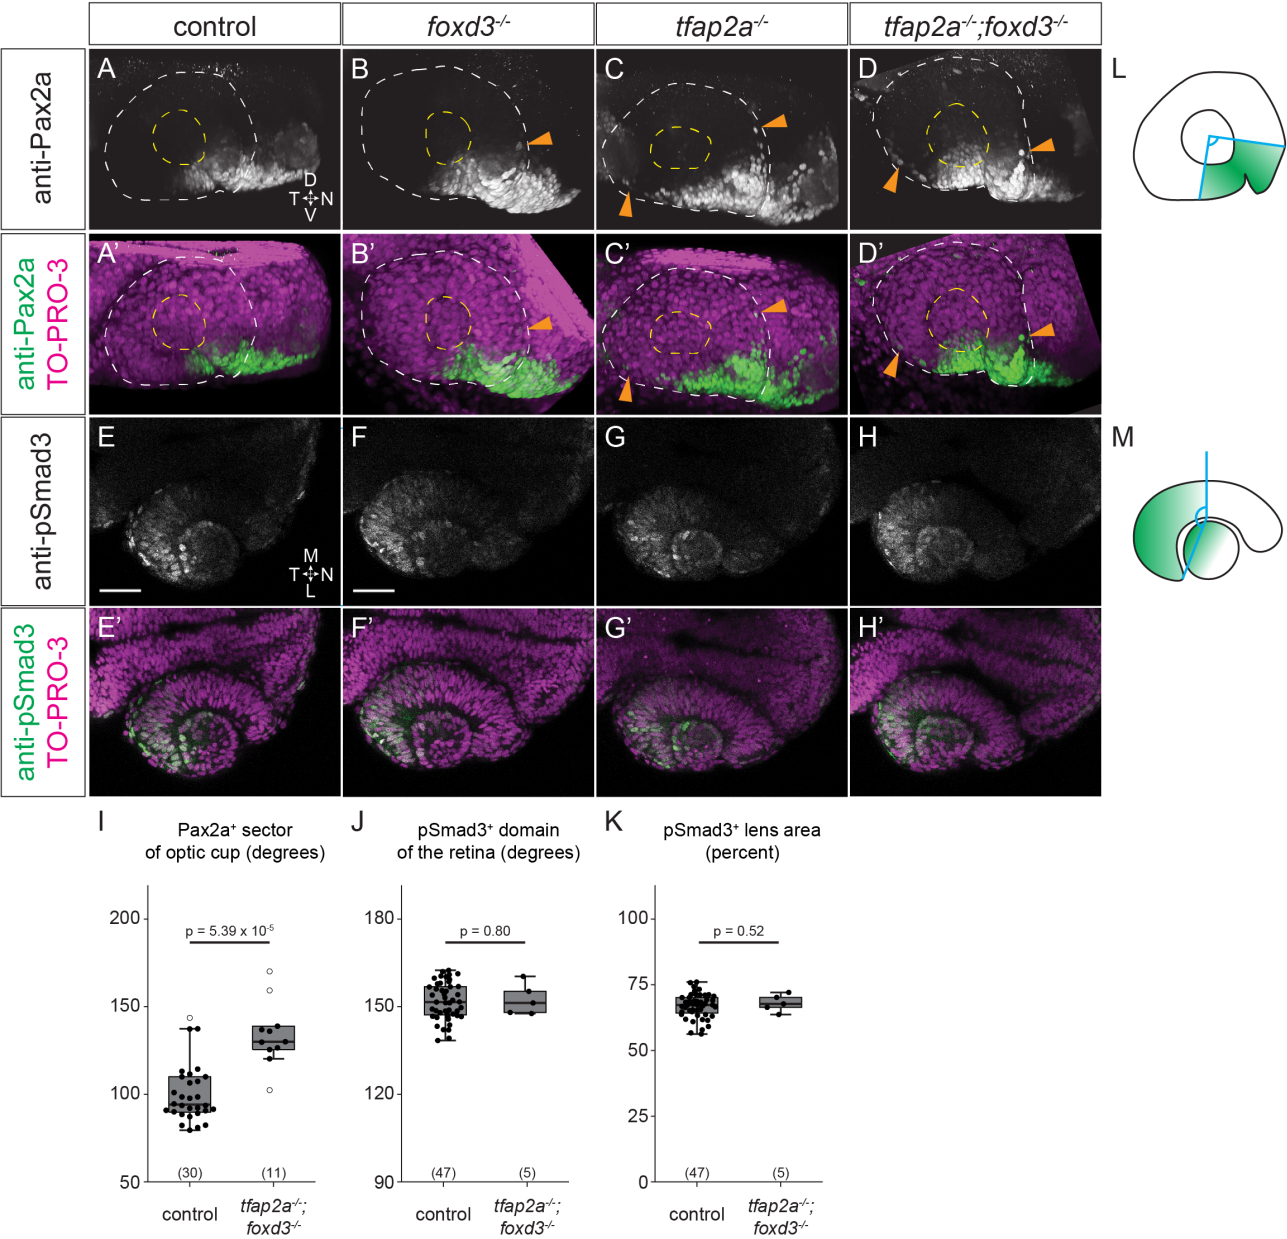 control
foxd3-/-
tfap2a-/-
tfap2a-/-;foxd3-/-
anti-Pax2a
A
B
C
D
L
D
T N
V
anti-Pax2a
TO-PRO-3
A'
B'
C'
D'
anti-pSmad3
E
F
G
H
M
M
T N
L
anti-pSmad3
TO-PRO-3
E'
F'
G'
H'
I
Pax2a+ sector
of optic cup (degrees)
200
150
100
50
p = 5.39 x 10-5
(30)
(11)
control
tfap2a-/-;
foxd3-/-
J
pSmad3+ domain
of the retina (degrees)
180
150
120
90
p = 0.80
(47)
(5)
control
tfap2a-/-;
foxd3-/-
K
pSmad3+ lens area
(percent)
100
75
50
25
0
p = 0.52
(47)
(5)
control
tfap2a-/-;
foxd3-/-